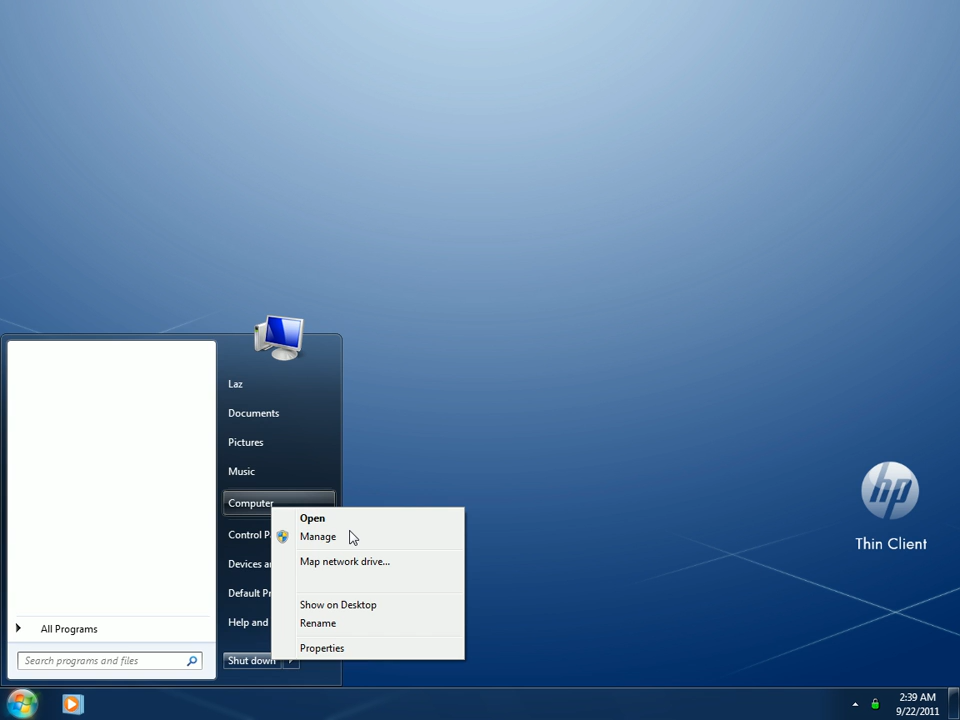 Laz
Documents
Pictures
Music
Computer
Open
Manage
Map network drive...
Show on Desktop
Rename
Properties
Control P
Devices a
Default Pr
Help and
Shut down
All Programs
Search programs and files
hp
Thin Client
2:39 AM
9/22/2011